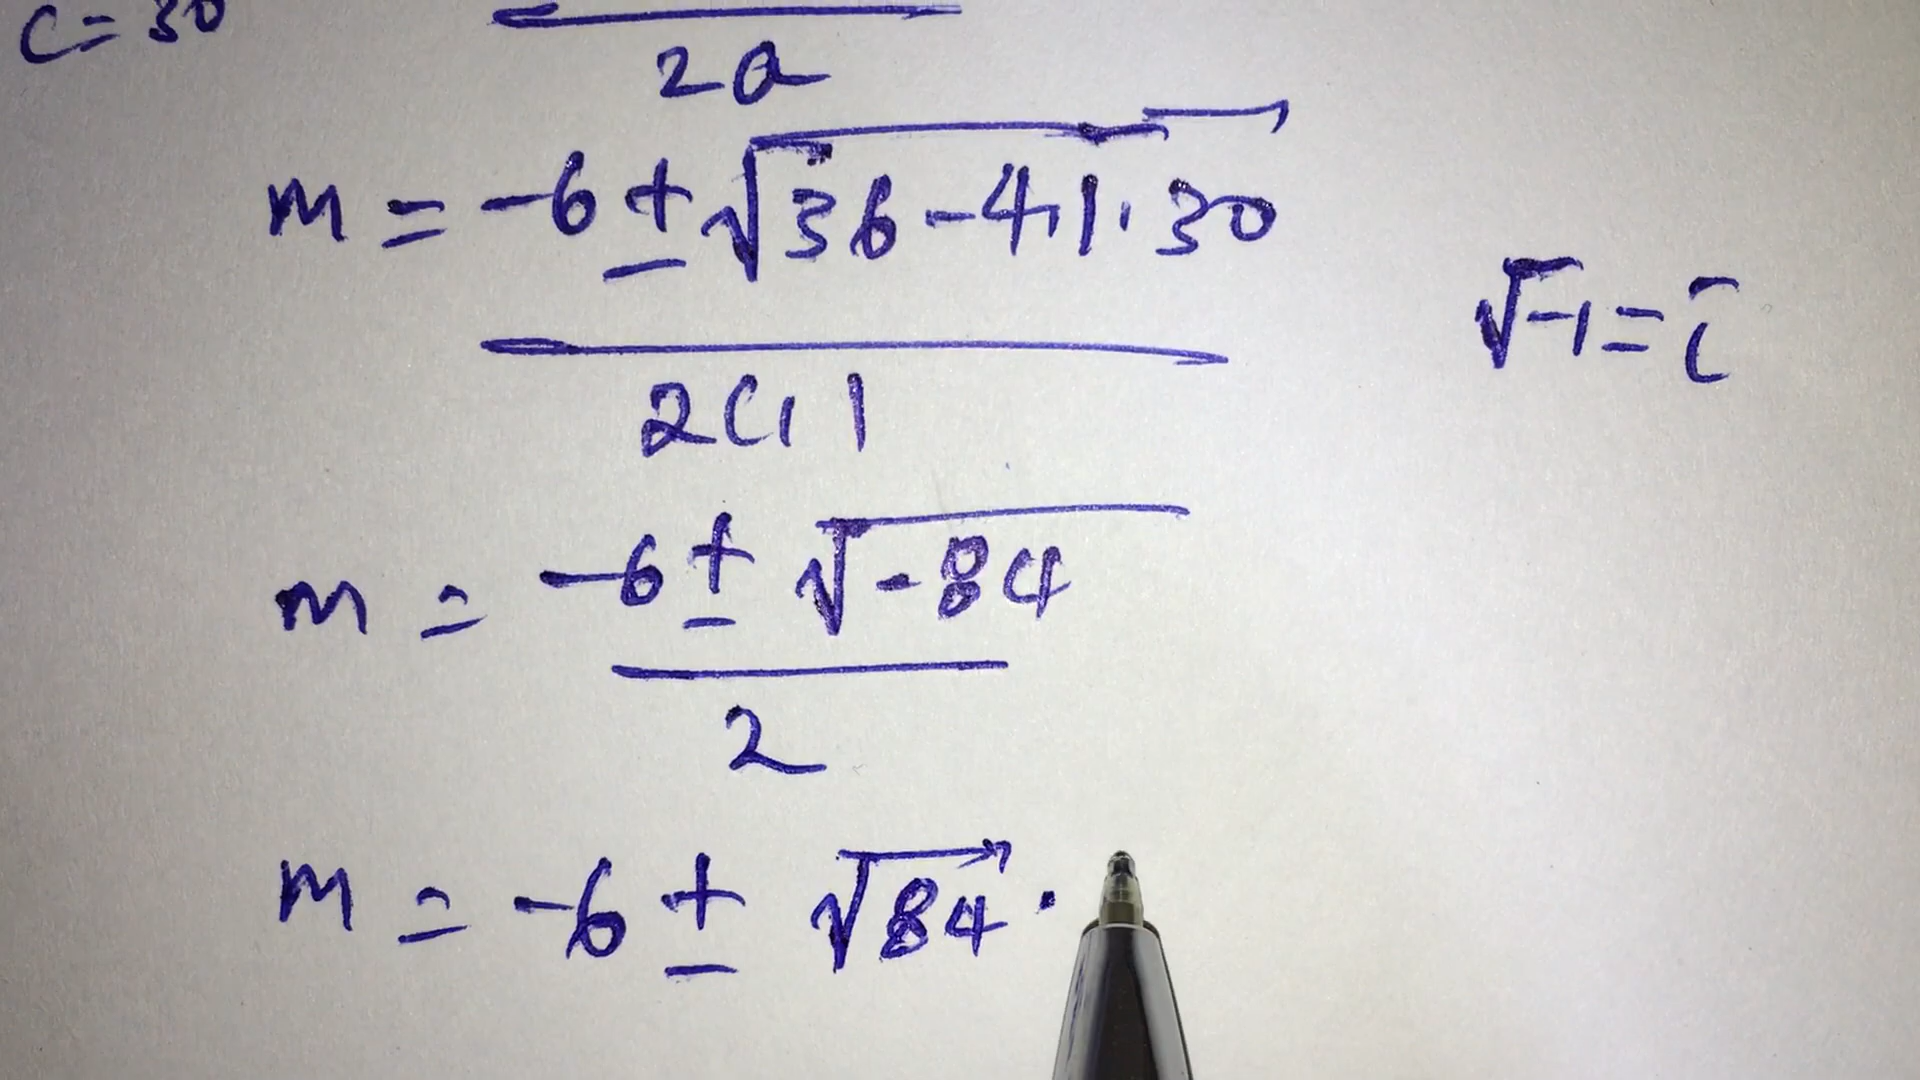 c = 30
2a
m = -6 ± √36-4.1.30
√-1 = i
2(1)
m = -6 ± √-84
2
m = -6 ± √84 .